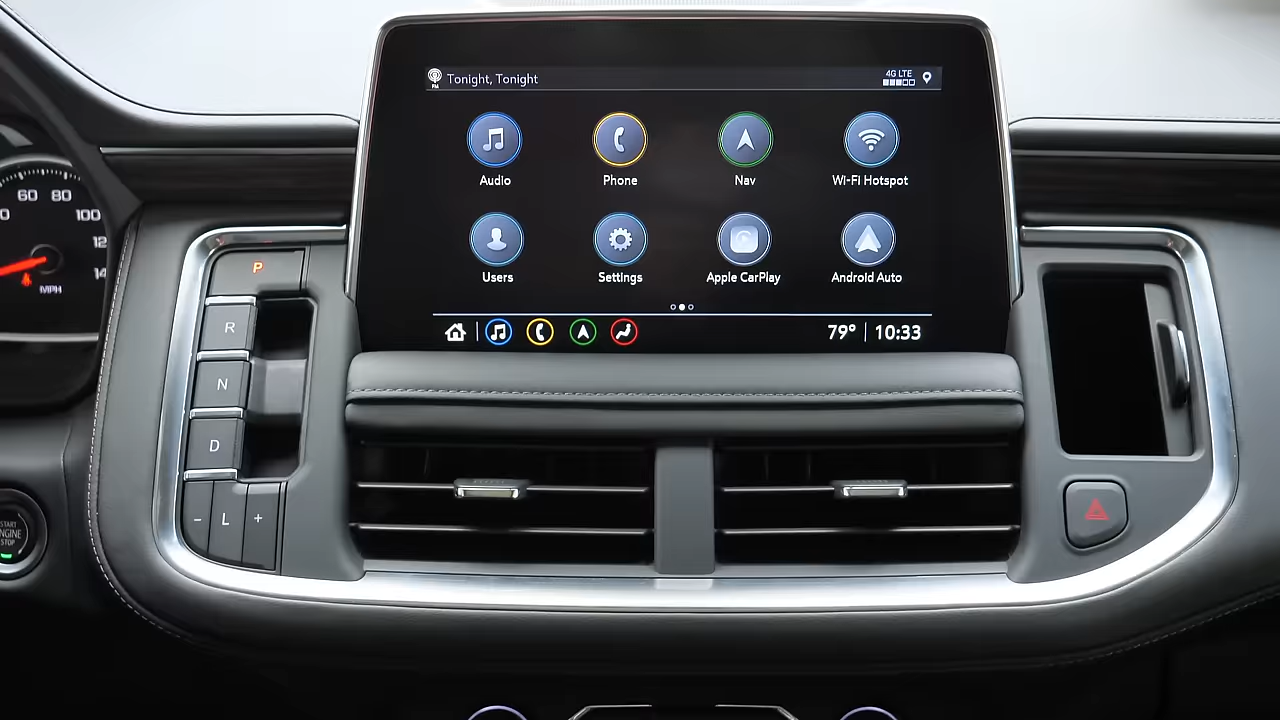 FM
Tonight, Tonight
4G LTE
Audio
Phone
Nav
Wi-Fi Hotspot
Users
Settings
Apple CarPlay
Android Auto
79° 10:33
60 80
100
MPH
P
R
N
D
- L +
START
ENGINE
STOP